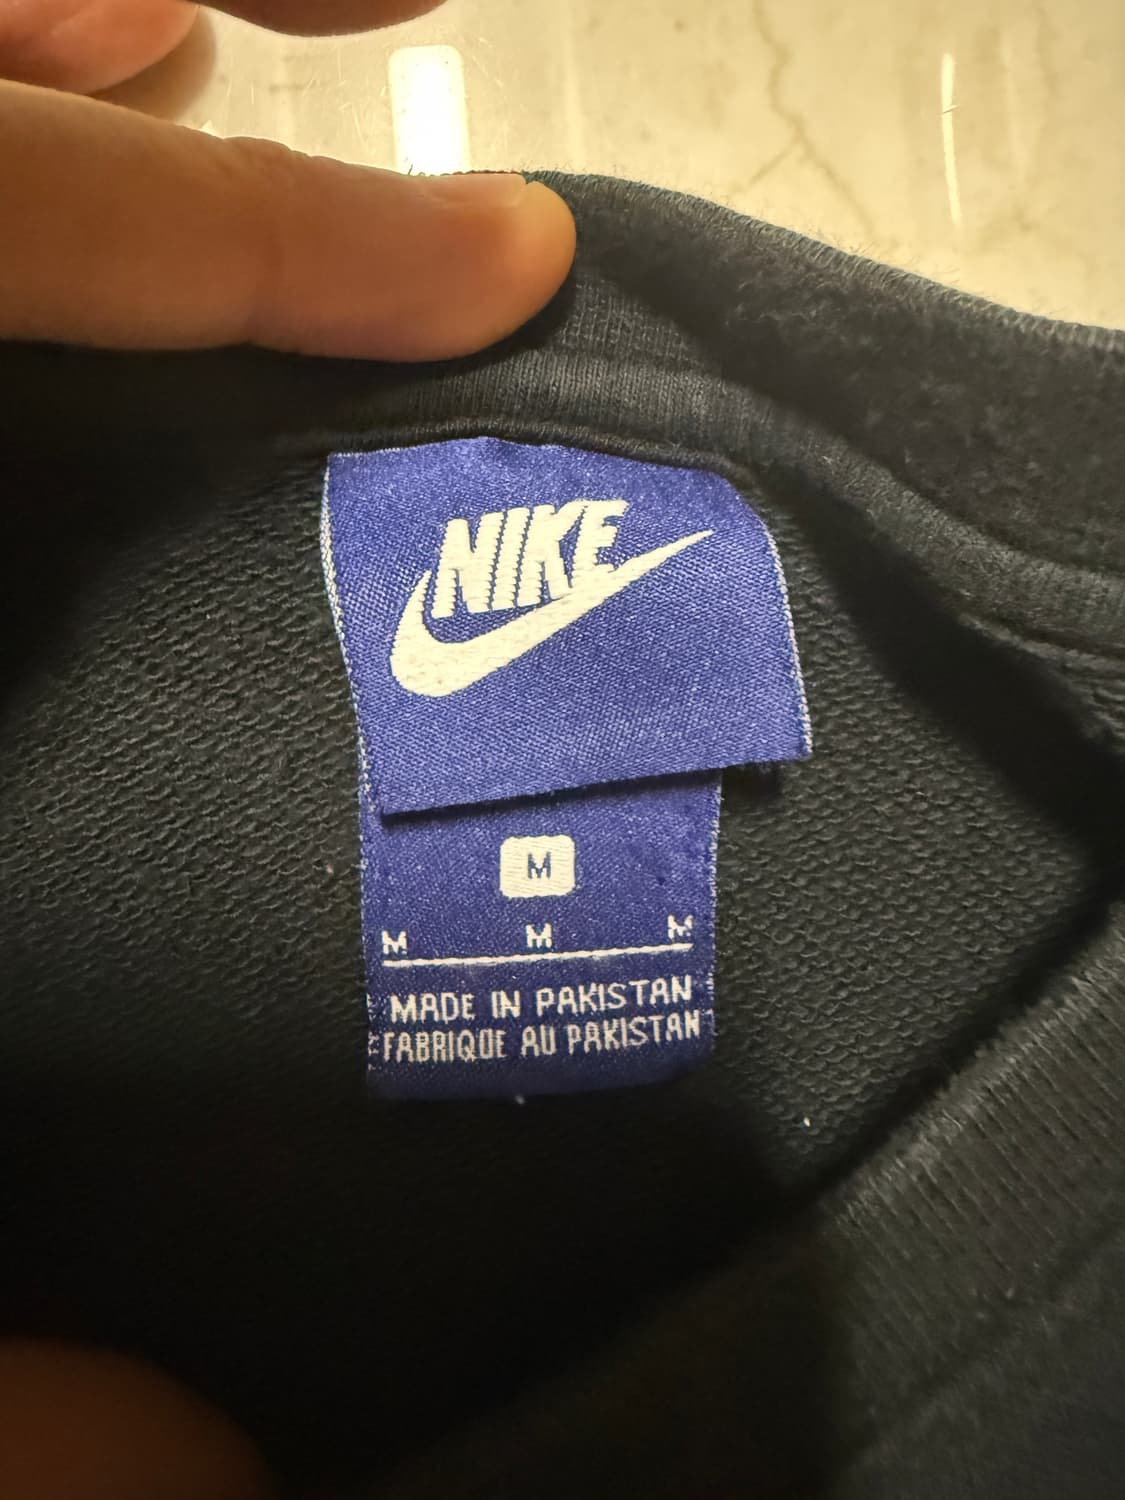 NIKE
M
M M M
MADE IN PAKISTAN
FABRIQUE AU PAKISTAN